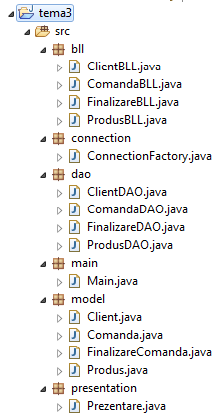 tema3
src
bll
ClientBLL.java
ComandaBLL.java
FinalizareBLL.java
ProdusBLL.java
connection
ConnectionFactory.java
dao
ClientDAO.java
ComandaDAO.java
FinalizareDAO.java
ProdusDAO.java
main
Main.java
model
Client.java
Comanda.java
FinalizareComanda.java
Produs.java
presentation
Prezentare.java